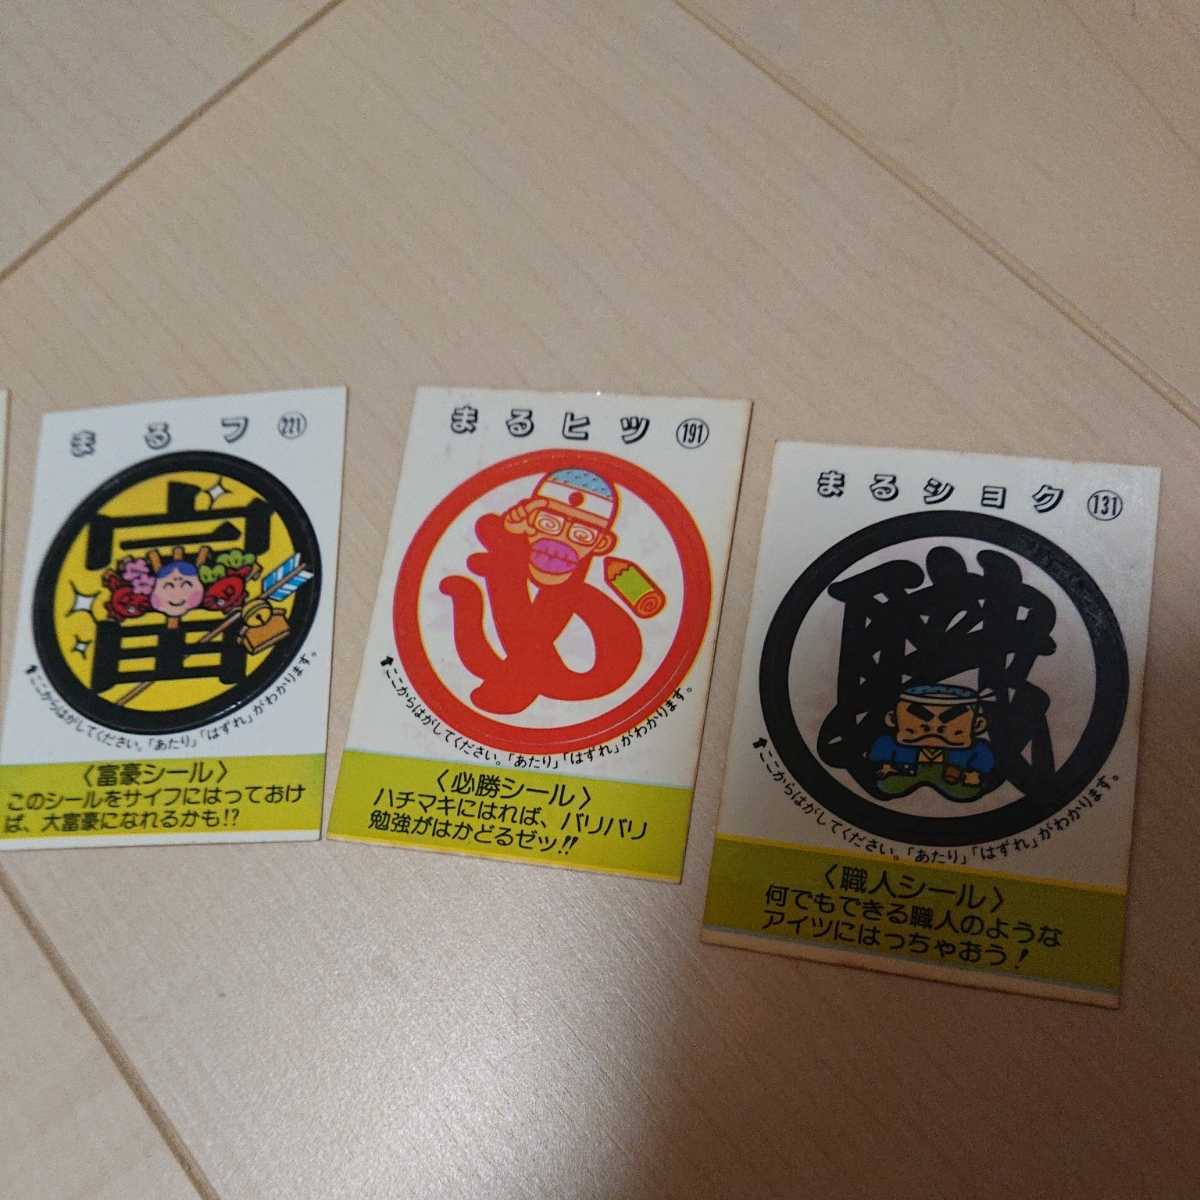 まるフ 221
富
⬆ここからはがしてください。「あたり」「はずれ」がわかります。
〈富豪シール〉
このシールをサイフにはっておけ
ば、大富豪になれるかも!?
まるヒツ 191
必
⬆ここからはがしてください。「あたり」「はずれ」がわかります。
〈必勝シール〉
ハチマキにはれば、バリバリ
勉強がはかどるゼッ!!
まるショク 131
職
⬆ここからはがしてください。「あたり」「はずれ」がわかります。
〈職人シール〉
何でもできる職人のような
アイツにはっちゃおう!